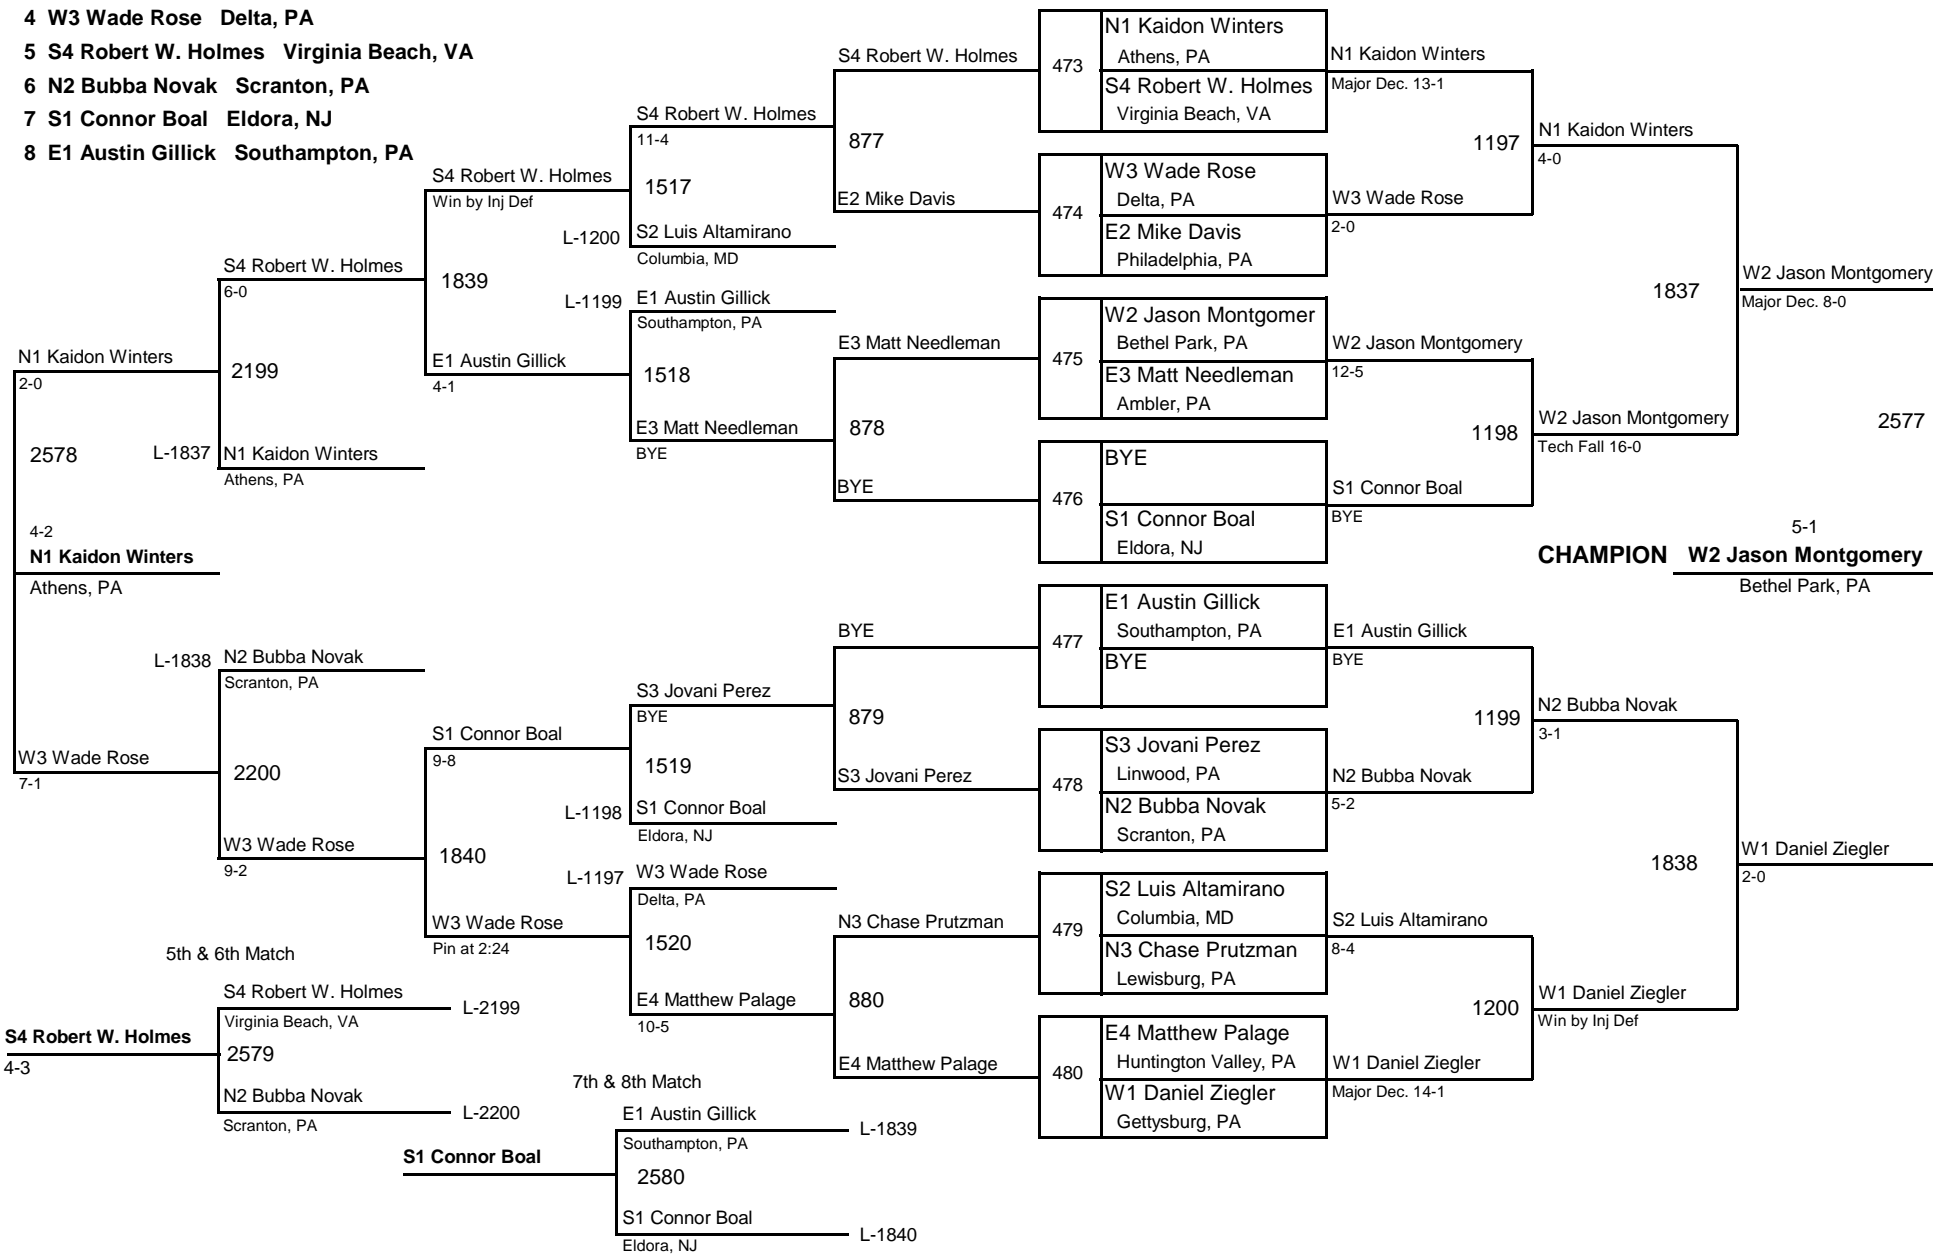 4 W3 Wade Rose Delta, PA
5 S4 Robert W. Holmes Virginia Beach, VA
6 N2 Bubba Novak Scranton, PA
7 S1 Connor Boal Eldora, NJ
8 E1 Austin Gillick Southampton, PA
N1 Kaidon Winters
2-0
2578
4-2
N1 Kaidon Winters
Athens, PA
W3 Wade Rose
7-1
S4 Robert W. Holmes
6-0
2199
L-1837
N1 Kaidon Winters
Athens, PA
L-1838
N2 Bubba Novak
Scranton, PA
2200
W3 Wade Rose
9-2
S4 Robert W. Holmes
Win by Inj Def
1839
E1 Austin Gillick
4-1
S1 Connor Boal
9-8
1840
W3 Wade Rose
Pin at 2:24
S4 Robert W. Holmes
11-4
1517
L-1200
S2 Luis Altamirano
Columbia, MD
L-1199
E1 Austin Gillick
Southampton, PA
1518
E3 Matt Needleman
BYE
S3 Jovani Perez
BYE
1519
L-1198
S1 Connor Boal
Eldora, NJ
L-1197
W3 Wade Rose
Delta, PA
1520
E4 Matthew Palage
10-5
S4 Robert W. Holmes
877
E2 Mike Davis
E3 Matt Needleman
878
BYE
BYE
879
S3 Jovani Perez
N3 Chase Prutzman
880
E4 Matthew Palage
473
N1 Kaidon Winters
Athens, PA
S4 Robert W. Holmes
Virginia Beach, VA
474
W3 Wade Rose
Delta, PA
E2 Mike Davis
Philadelphia, PA
475
W2 Jason Montgomer
Bethel Park, PA
E3 Matt Needleman
Ambler, PA
476
BYE
S1 Connor Boal
Eldora, NJ
477
E1 Austin Gillick
Southampton, PA
BYE
478
S3 Jovani Perez
Linwood, PA
N2 Bubba Novak
Scranton, PA
479
S2 Luis Altamirano
Columbia, MD
N3 Chase Prutzman
Lewisburg, PA
480
E4 Matthew Palage
Huntington Valley, PA
W1 Daniel Ziegler
Gettysburg, PA
N1 Kaidon Winters
Major Dec. 13-1
1197
W3 Wade Rose
2-0
W2 Jason Montgomery
12-5
1198
S1 Connor Boal
BYE
E1 Austin Gillick
BYE
1199
N2 Bubba Novak
5-2
S2 Luis Altamirano
8-4
1200
W1 Daniel Ziegler
Major Dec. 14-1
N1 Kaidon Winters
4-0
1837
W2 Jason Montgomery
Tech Fall 16-0
N2 Bubba Novak
3-1
1838
W1 Daniel Ziegler
Win by Inj Def
W2 Jason Montgomery
Major Dec. 8-0
2577
5-1
CHAMPION W2 Jason Montgomery
Bethel Park, PA
W1 Daniel Ziegler
2-0
5th & 6th Match
S4 Robert W. Holmes
L-2199
Virginia Beach, VA
S4 Robert W. Holmes
4-3
2579
N2 Bubba Novak
L-2200
Scranton, PA
7th & 8th Match
E1 Austin Gillick
L-1839
Southampton, PA
S1 Connor Boal
2580
S1 Connor Boal
L-1840
Eldora, NJ